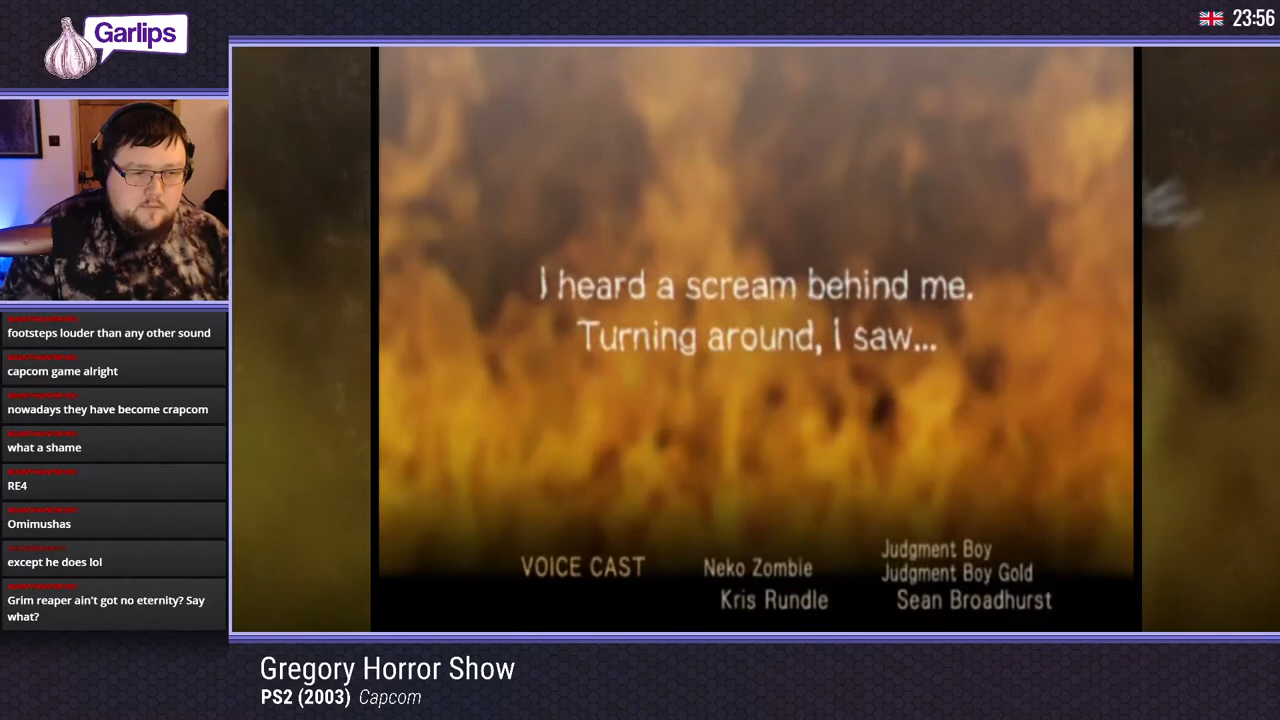 Garlips
23:56
footsteps louder than any other sound
capcom game alright
nowadays they have become crapcom
what a shame
RE4
Omimushas
except he does lol
Grim reaper ain't got no eternity? Say
what?
I heard a scream behind me.
Turning around, I saw...
VOICE CAST
Neko Zombie
Kris Rundle
Judgment Boy
Judgment Boy Gold
Sean Broadhurst
Gregory Horror Show
PS2 (2003) Capcom